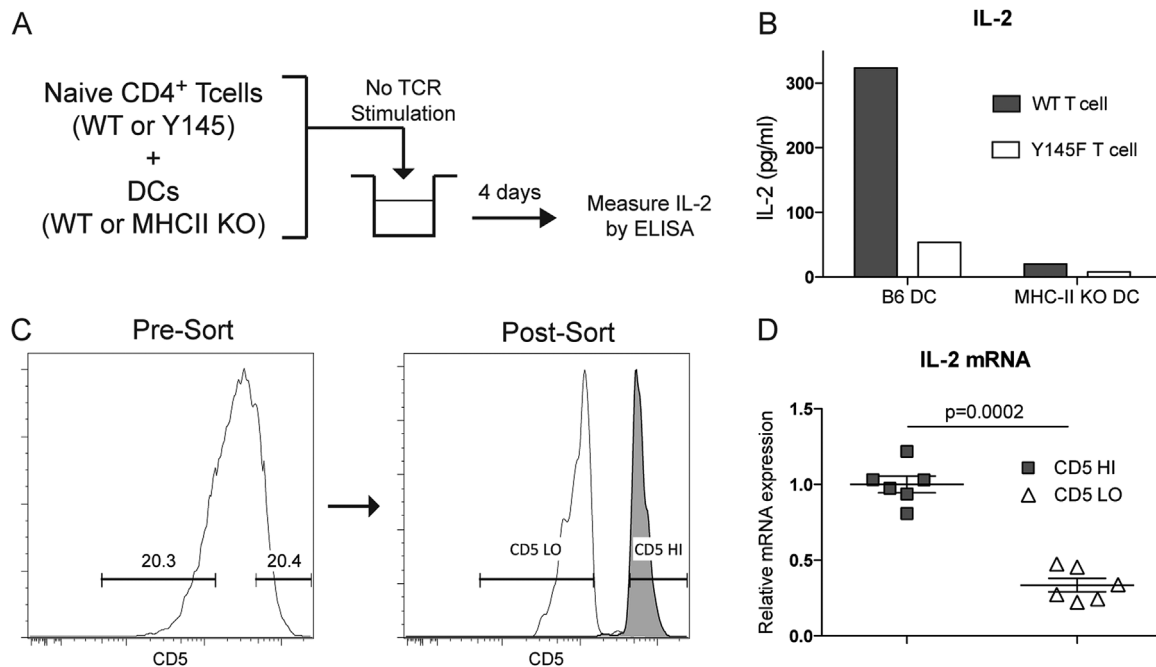 A
Naive CD4+ Tcells
(WT or Y145)
+
DCs
(WT or MHCII KO)
No TCR
Stimulation
4 days
Measure IL-2
by ELISA
B
IL-2
IL-2 (pg/ml)
300
200
100
0
WT T cell
Y145F T cell
B6 DC
MHC-II KO DC
C
Pre-Sort
20.3
20.4
CD5
Post-Sort
CD5 LO
CD5 HI
CD5
D
IL-2 mRNA
Relative mRNA expression
1.5
1.0
0.5
0.0
p=0.0002
CD5 HI
CD5 LO